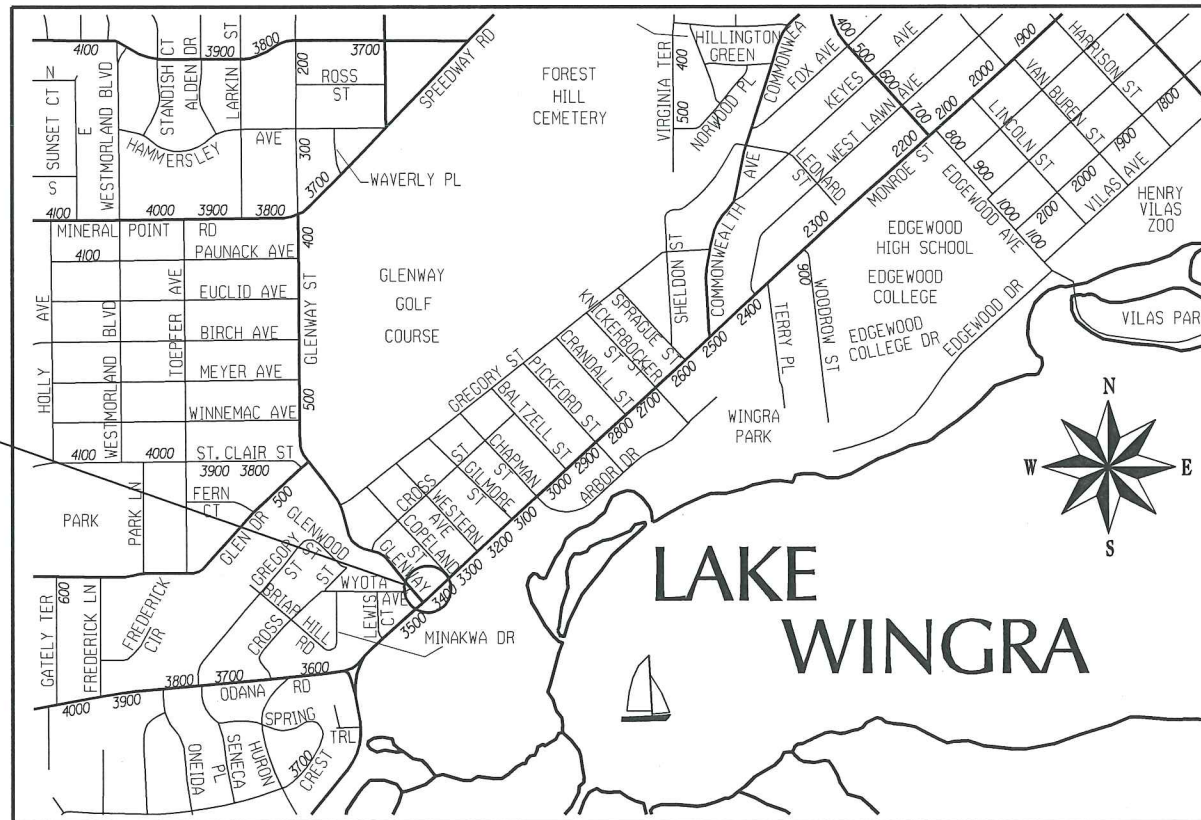 4100
3900
3800
3700
STANDISH CT
ALDEN DR
LARKIN ST
200
ROSS
ST
SPEEDWAY RD
SUNSET CT
N
E
S
WESTMORLAND BLVD
HAMMERSLEY
AVE
300
WAVERLY PL
3700
4100
4000
3900
3800
MINERAL POINT RD
4100
PAUNACK AVE
400
EUCLID AVE
BIRCH AVE
MEYER AVE
WINNEMAC AVE
ST. CLAIR ST
HOLLY AVE
WESTMORLAND BLVD
TOEPFER AVE
GLENWAY ST
500
4100
4000
3900
3800
FERN
CT
PARK
PARK LN
GLEN DR
500
GLENWOOD
ST
GREGORY
ST
BRIAR HILL
RD
CROSS
WYOTA
AVE
LEWIS
CT
MINAKWA DR
GATELY TER
600
FREDERICK LN
FREDERICK
CIR
4000
3900
3800
3700
3600
ODANA RD
SPRING
TRL
ONEIDA
PL
SENECA
HURON
3700
CREST
FOREST
HILL
CEMETERY
GLENWAY
GOLF
COURSE
VIRGINIA TER
400
500
HILLINGTON
GREEN
NORWOOD PL
COMMONWEA
FOX AVE
KEYES AVE
WEST LAWN AVE
LEONARD
ST
COMMONWEALTH AVE
SHELDON ST
400
500
600
700
800
900
1000
1100
1900
2000
2100
2200
2300
2400
2500
2600
2700
2800
2900
3000
3100
3200
3300
3400
3500
MONROE ST
HARRISON ST
VAN BUREN ST
LINCOLN ST
EDGEWOOD AVE
VILAS AVE
1800
1900
2000
2100
HENRY
VILAS
ZOO
EDGEWOOD
HIGH SCHOOL
EDGEWOOD
COLLEGE
EDGEWOOD
COLLEGE DR
EDGEWOOD DR
VILAS PAR
900
WOODROW ST
TERRY PL
WINGRA
PARK
SPRAGUE ST
KNICKERBOCKER
ST
CRANDALL ST
PICKFORD ST
BALTZELL ST
GREGORY ST
CHAPMAN
ST
GILMORE
ST
WESTERN
AVE
CROSS
ST
COPELAND
ST
GLENWAY
ARBOR DR
N
W
E
S
LAKE
WINGRA